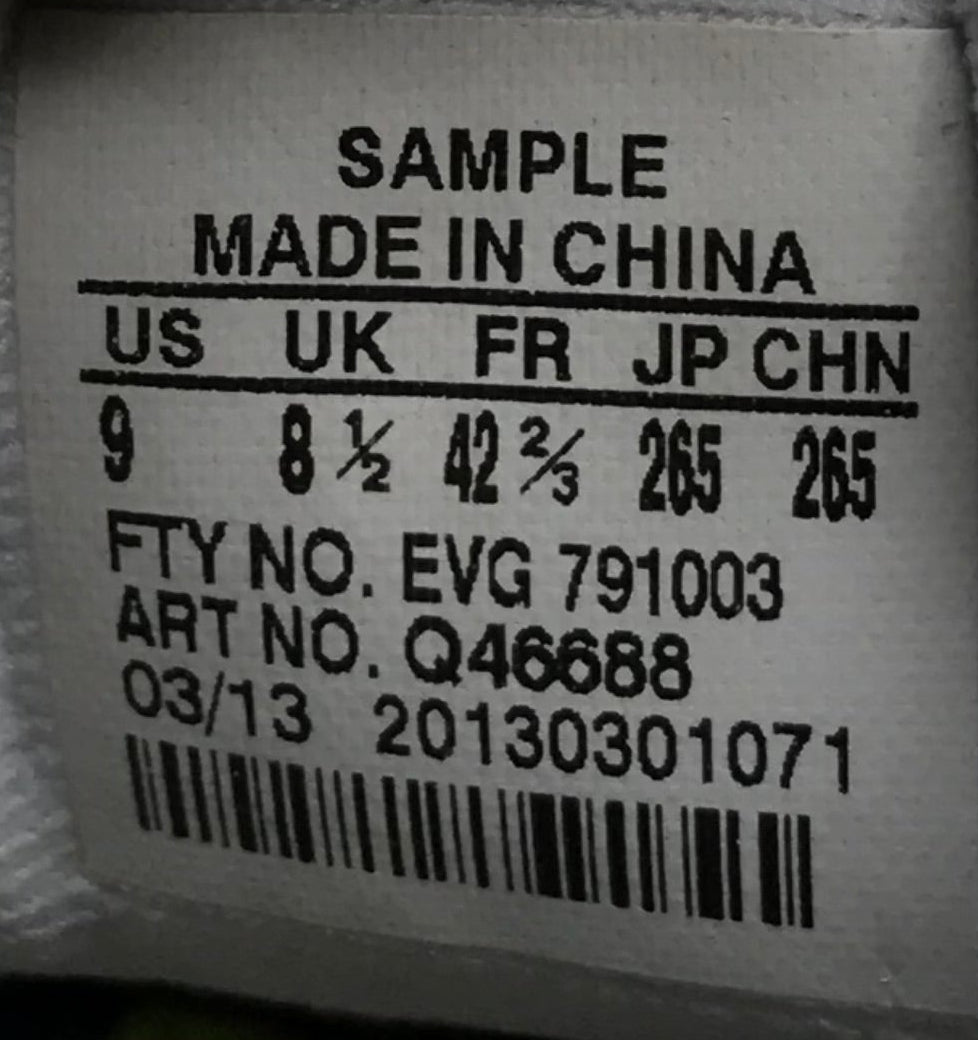 SAMPLE
MADE IN CHINA
US UK FR JP CHN
9 8 ½ 42 ⅔ 265 265
FTY NO. EVG 791003
ART NO. Q46688
03/13 20130301071